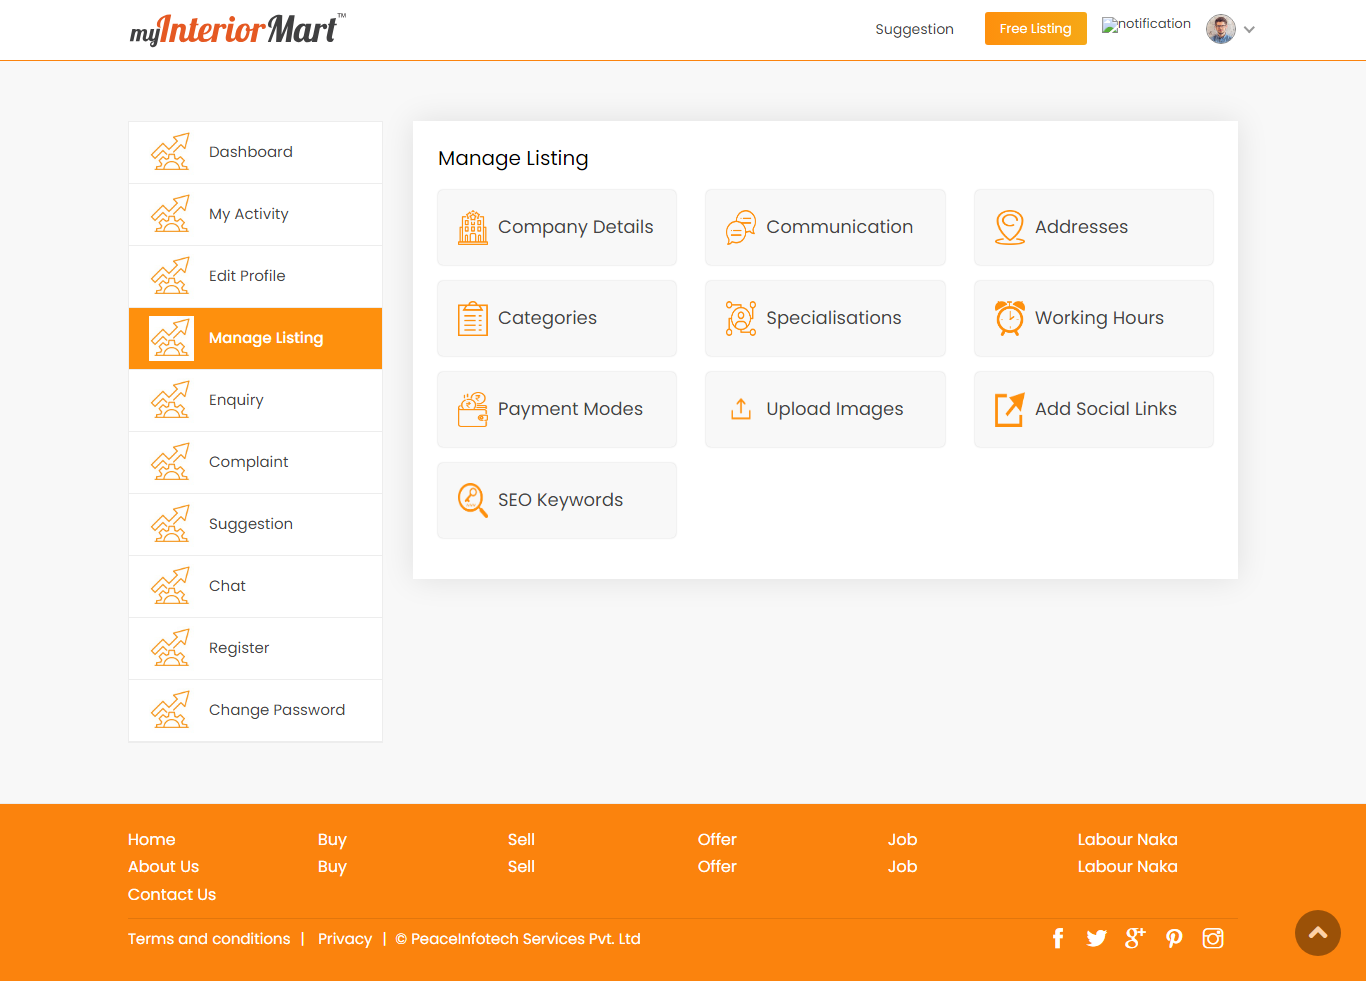 myInteriorMart™
Suggestion
Free Listing
notification
Dashboard
My Activity
Edit Profile
Manage Listing
Enquiry
Complaint
Suggestion
Chat
Register
Change Password
Manage Listing
Company Details
Communication
Addresses
Categories
Specialisations
Working Hours
Payment Modes
Upload Images
Add Social Links
SEO Keywords
Home Buy Sell Offer Job Labour Naka
About Us Buy Sell Offer Job Labour Naka
Contact Us
Terms and conditions | Privacy | © PeaceInfotech Services Pvt. Ltd